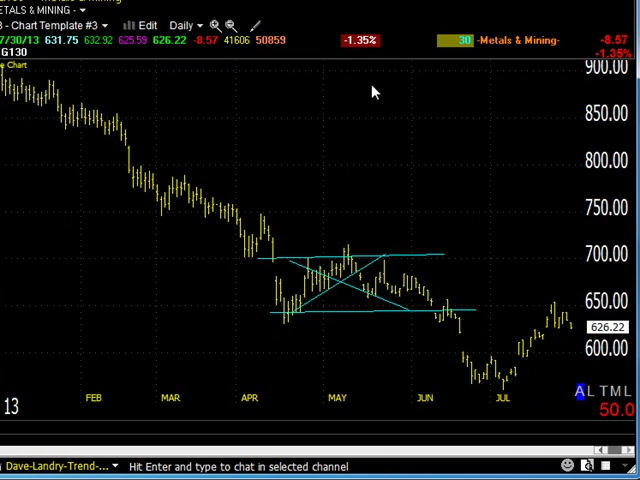 METALS & MINING -
3 - Chart Template #3 Edit Daily
7/30/13 631.75 632.92 625.59 626.22 -8.57 41606 50859 -1.35% 30 -Metals & Mining- -8.57
-1.35%
G130
e Chart
900.00
850.00
800.00
750.00
700.00
650.00
626.22
600.00
A L T M L
13 FEB MAR APR MAY JUN JUL
50.0
Dave-Landry-Trend-... Hit Enter and type to chat in selected channel